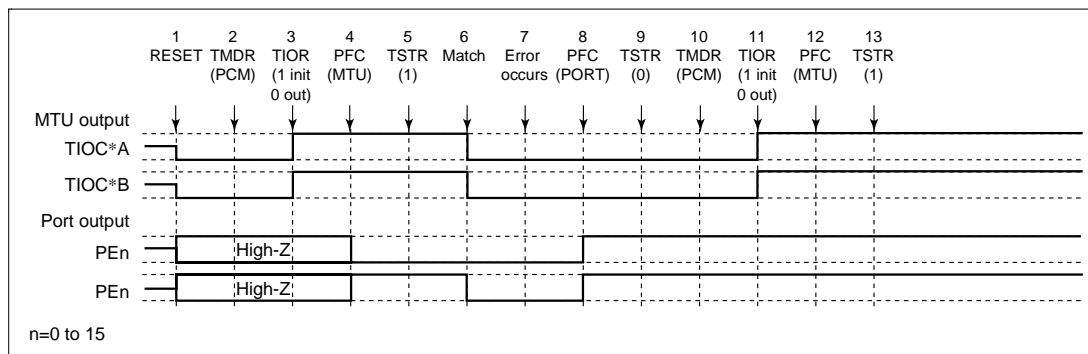 1 2 3 4 5 6 7 8 9 10 11 12 13
RESET TMDR TIOR PFC TSTR Match Error PFC TSTR TMDR TIOR PFC TSTR
(PCM) (1 init (MTU) (1) occurs (PORT) (0) (PCM) (1 init (MTU) (1)
0 out) 0 out)
MTU output
TIOC*A
TIOC*B
Port output
PEn High-Z
PEn High-Z
n=0 to 15